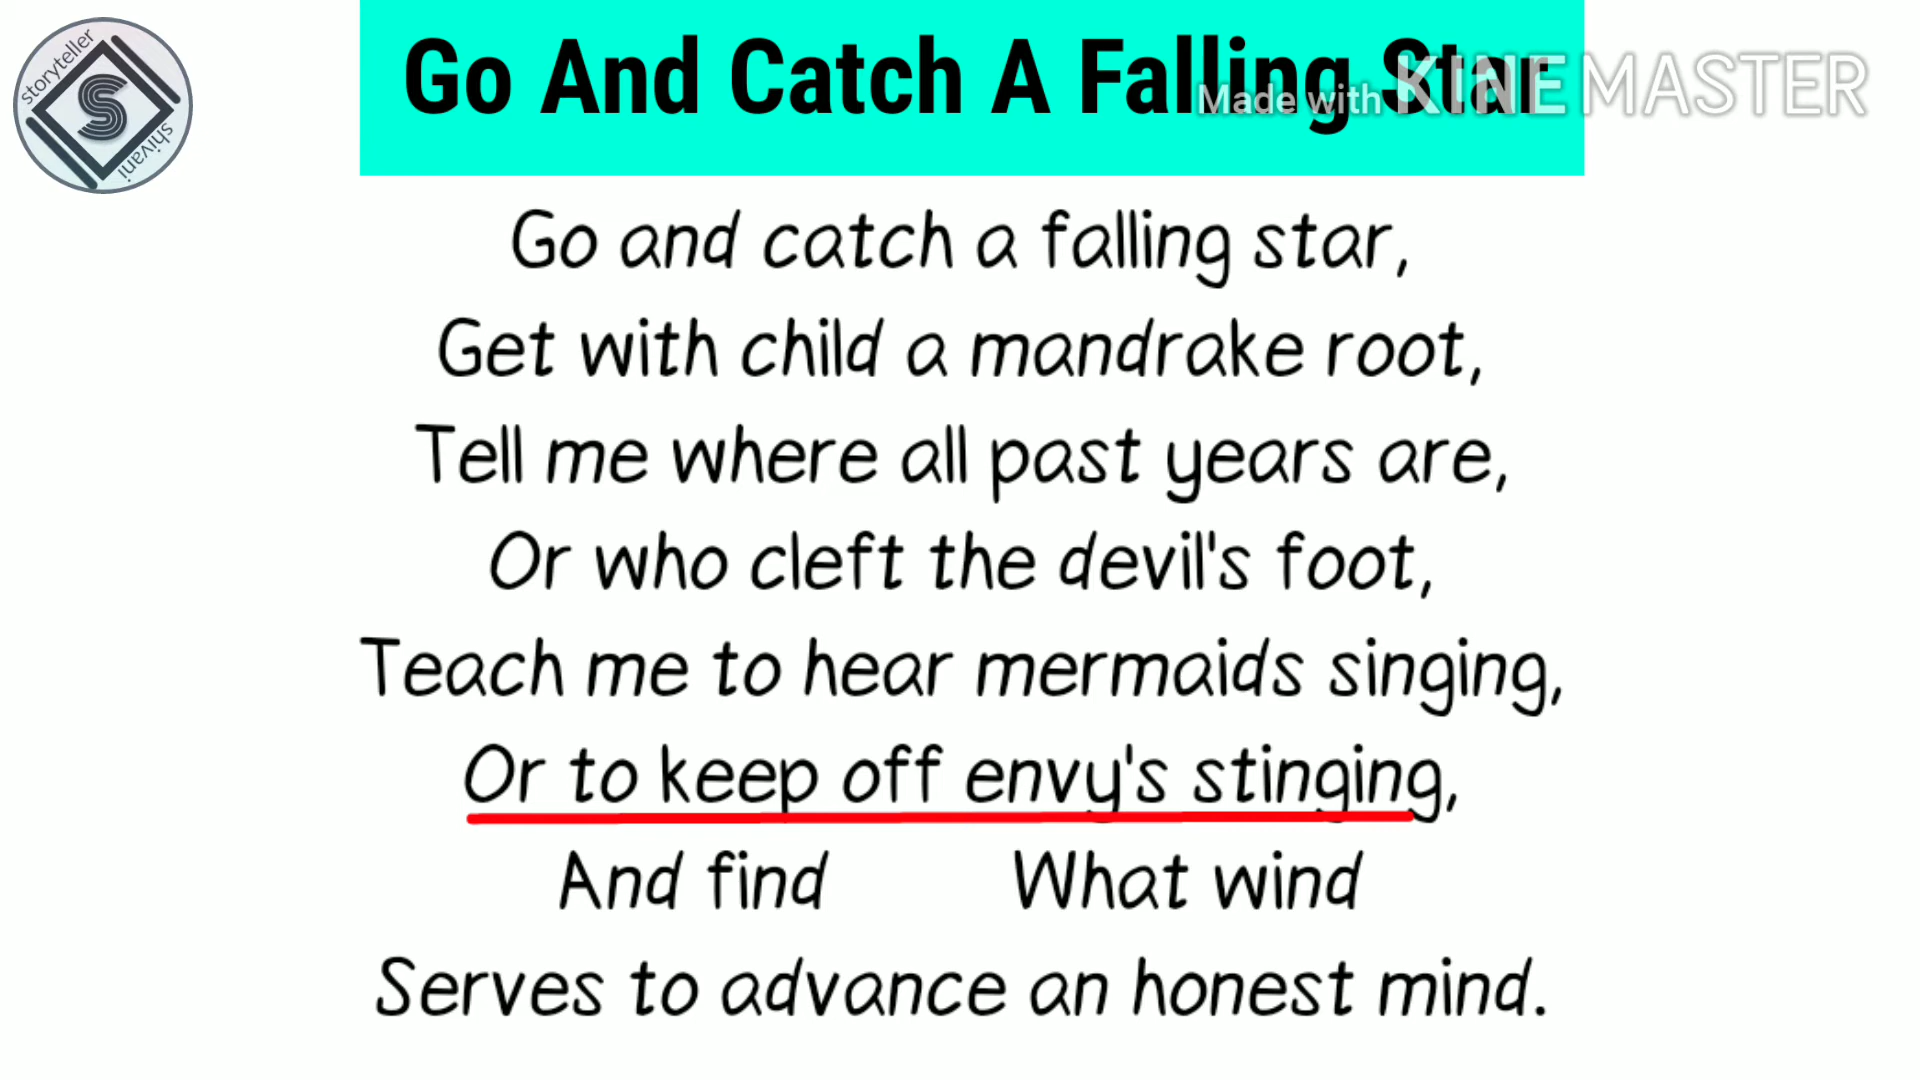 storyteller
S
shivani
Go And Catch A Falling Star
Made with KINEMASTER
Go and catch a falling star,
Get with child a mandrake root,
Tell me where all past years are,
Or who cleft the devil's foot,
Teach me to hear mermaids singing,
Or to keep off envy's stinging,
And find What wind
Serves to advance an honest mind.